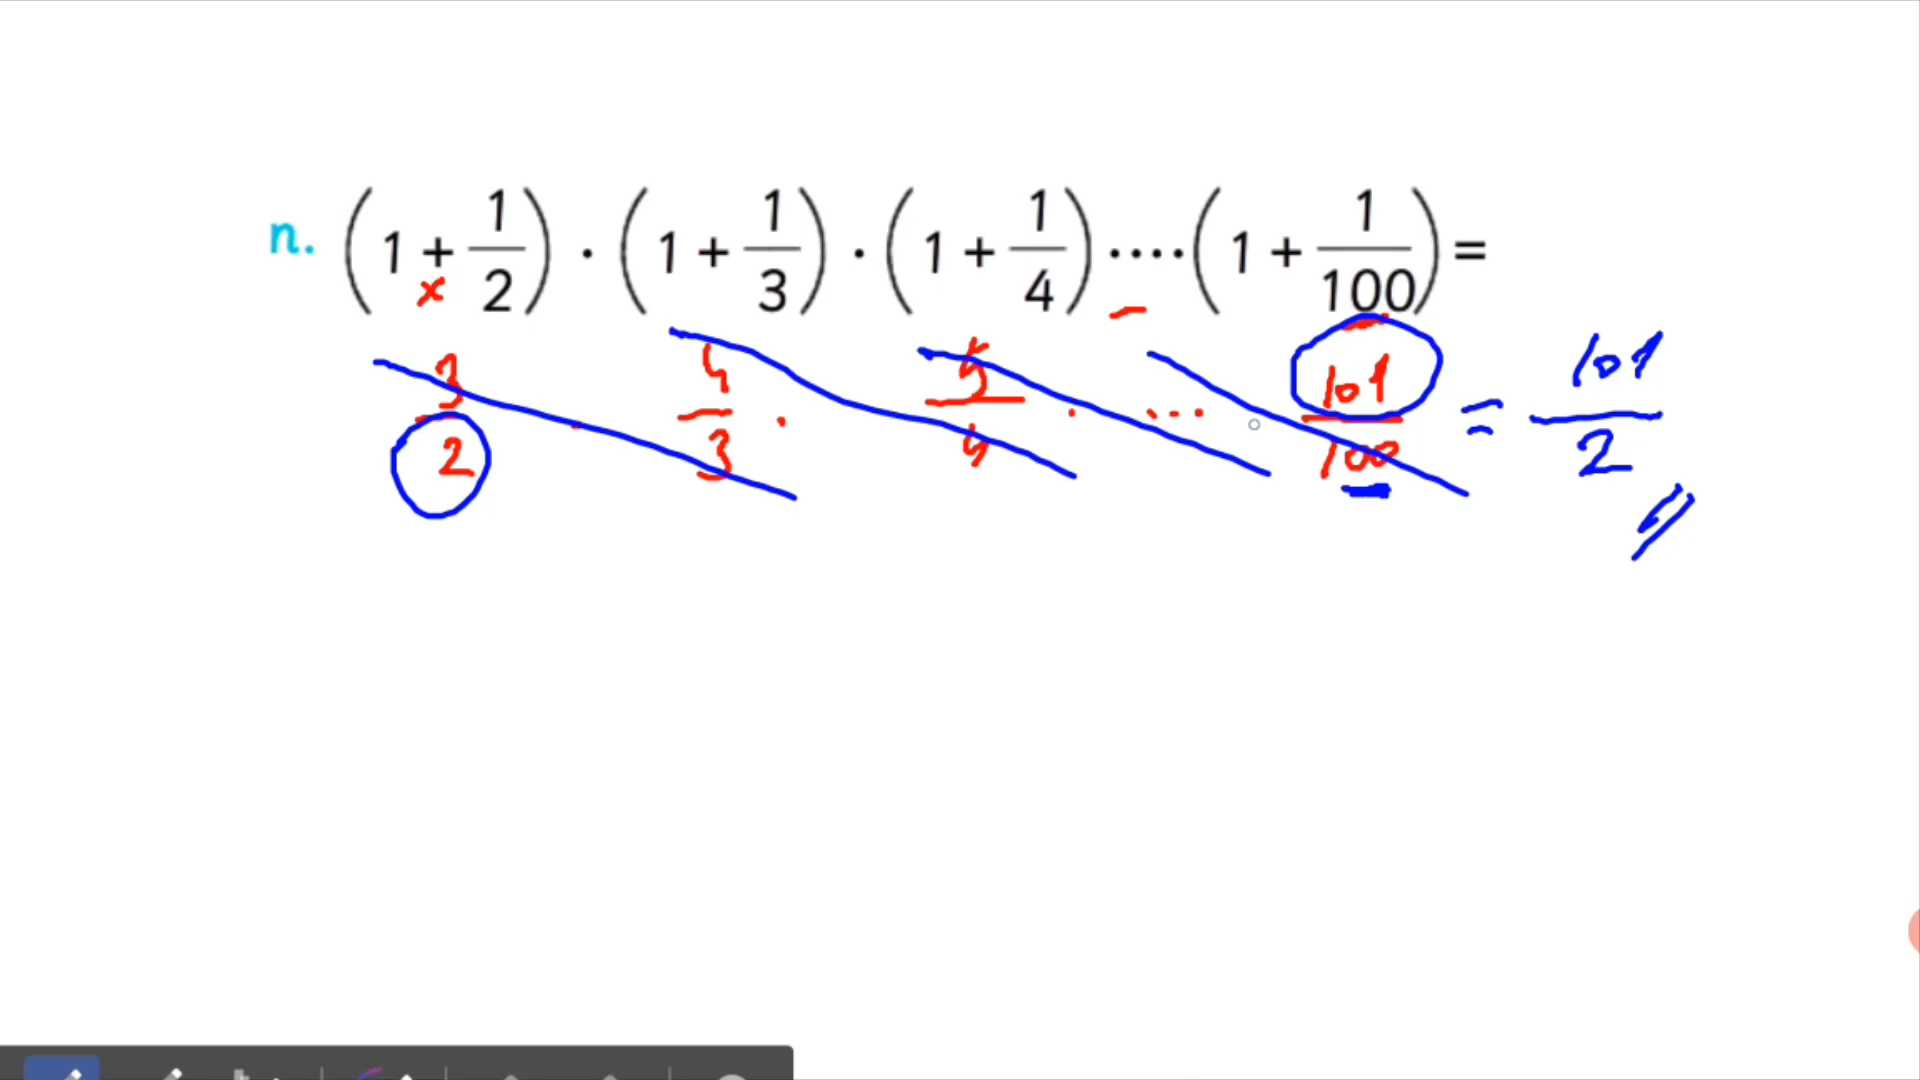 n. (1 + 1/2) · (1 + 1/3) · (1 + 1/4) ···· (1 + 1/100) =
x
3/2 · 4/3 · 5/4 · ... 101/100 = 101/2